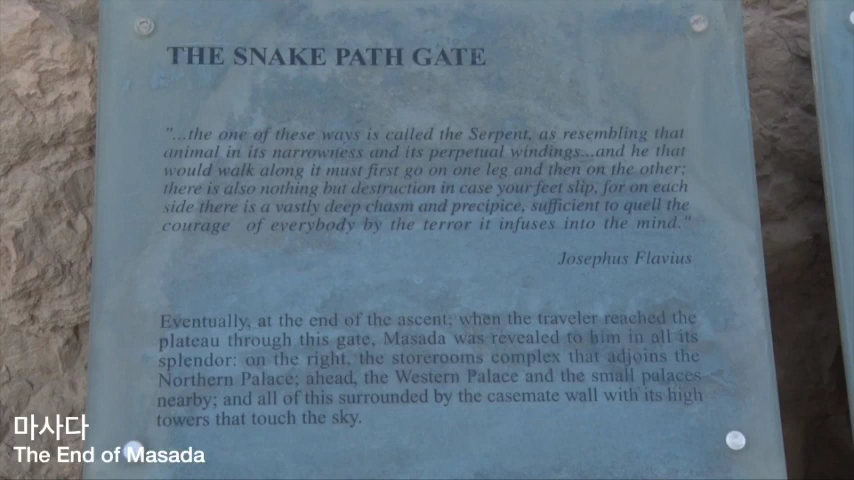 THE SNAKE PATH GATE
"...the one of these ways is called the Serpent, as resembling that
animal in its narrowness and its perpetual windings...and he that
would walk along it must first go on one leg and then on the other;
there is also nothing but destruction in case your feet slip, for on each
side there is a vastly deep chasm and precipice, sufficient to quell the
courage of everybody by the terror it infuses into the mind."
Josephus Flavius
Eventually, at the end of the ascent, when the traveler reached the
plateau through this gate, Masada was revealed to him in all its
splendor: on the right, the storerooms complex that adjoins the
Northern Palace; ahead, the Western Palace and the small palaces
nearby; and all of this surrounded by the casemate wall with its high
towers that touch the sky.
마사다
The End of Masada